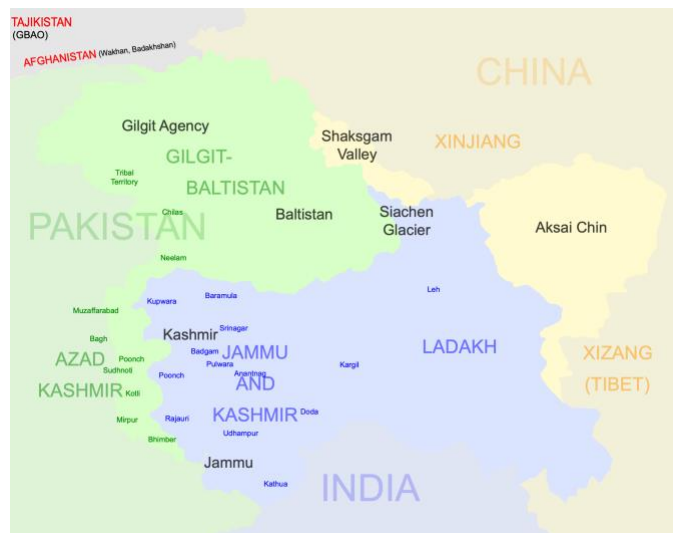 TAJIKISTAN
(GBAO)
AFGHANISTAN (Wakhan, Badakhshan)
CHINA
Gilgit Agency
Shaksgam
Valley
XINJIANG
GILGIT-
BALTISTAN
Tribal
Territory
Chilas
Baltistan
Siachen
Glacier
Aksai Chin
PAKISTAN
Neelam
Leh
Kupwara
Baramula
Muzaffarabad
Kashmir
Srinagar
Bagh
Badgam
JAMMU
AND
KASHMIR
LADAKH
XIZANG
(TIBET)
AZAD
KASHMIR
Poonch
Sudhnoti
Pulwara
Kargil
Poonch
Anantnag
Kotli
Mirpur
Rajauri
Doda
Bhimber
Udhampur
Jammu
Kathua
INDIA